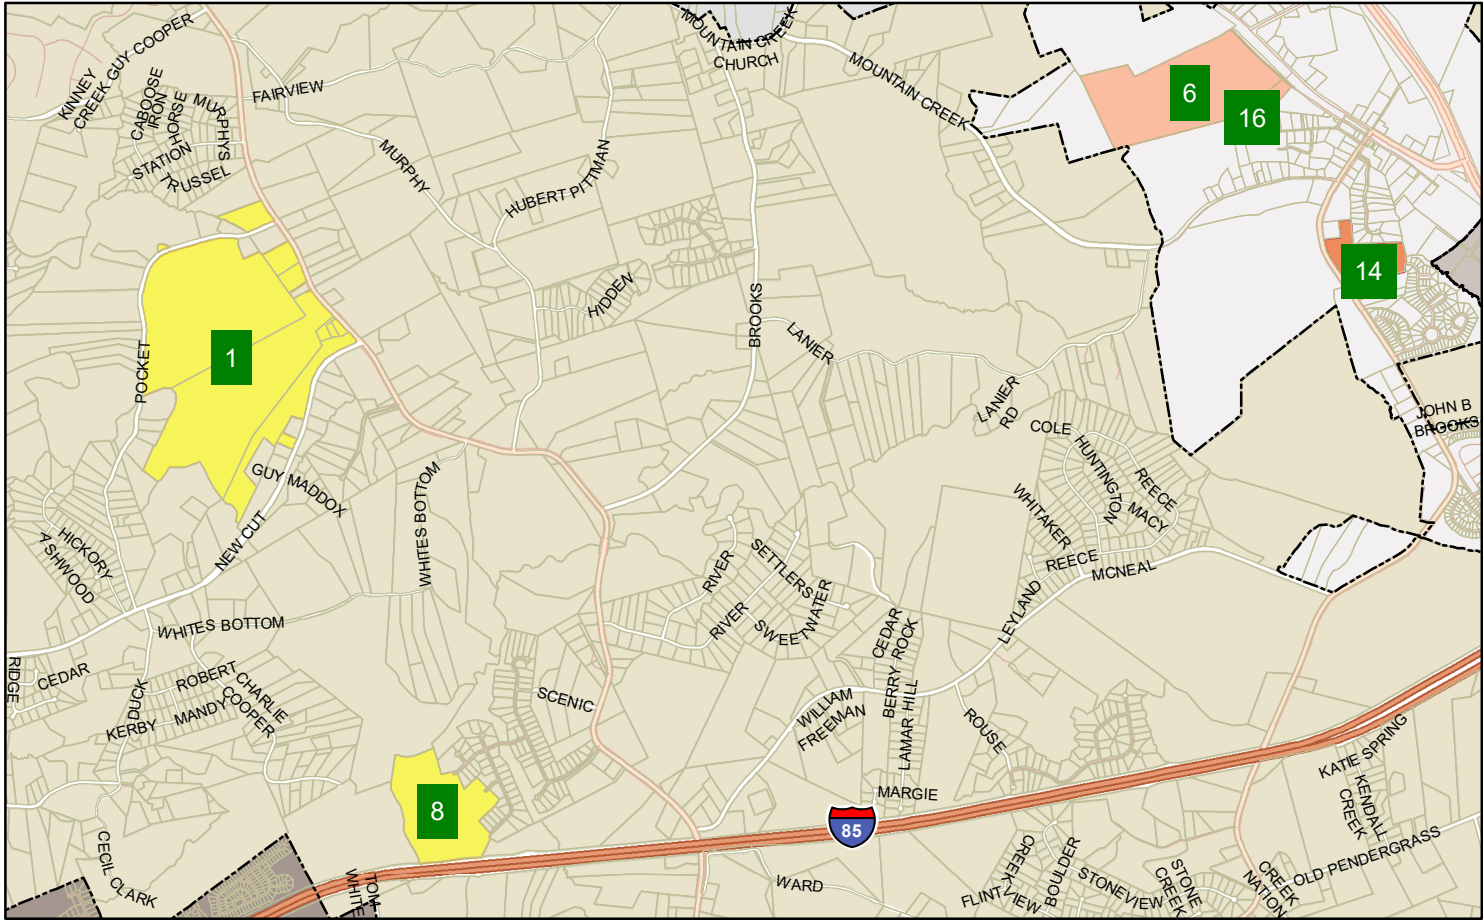 MOUNTAIN CREEK
CHURCH
KINNEY
CREEK
GUY COOPER
FAIRVIEW
CABOOSE
IRON
HORSE
MURPHYS
STATION
TRUSSEL
MURPHY
HUBERT PITTMAN
MOUNTAIN CREEK
6
16
14
HIDDEN
BROOKS
LANIER
POCKET
1
LANIER
RD
COLE
JOHN B
BROOKS
GUY MADDOX
WHITES BOTTOM
HUNTINGTON
REECE
MACY
WHITAKER
REECE
MCNEAL
LEYLAND
HICKORY
ASHWOOD
NEW CUT
RIVER
SETTLERS
RIVER
SWEETWATER
CEDAR
ROCK
BERRY
WHITES BOTTOM
RIDGE
CEDAR
ROBERT
CHARLIE
COOPER
DUCK
MANDY
KERBY
SCENIC
WILLIAM
FREEMAN
LAMAR HILL
ROUSE
MARGIE
KATIE SPRING
KENDALL
CREEK
8
85
CECIL CLARK
TOM
WHITE
WARD
FLINT VIEW
CREEK
BOULDER
STONEVIEW
STONE
CREEK
CREEK
NATION
OLD PENDERGRASS